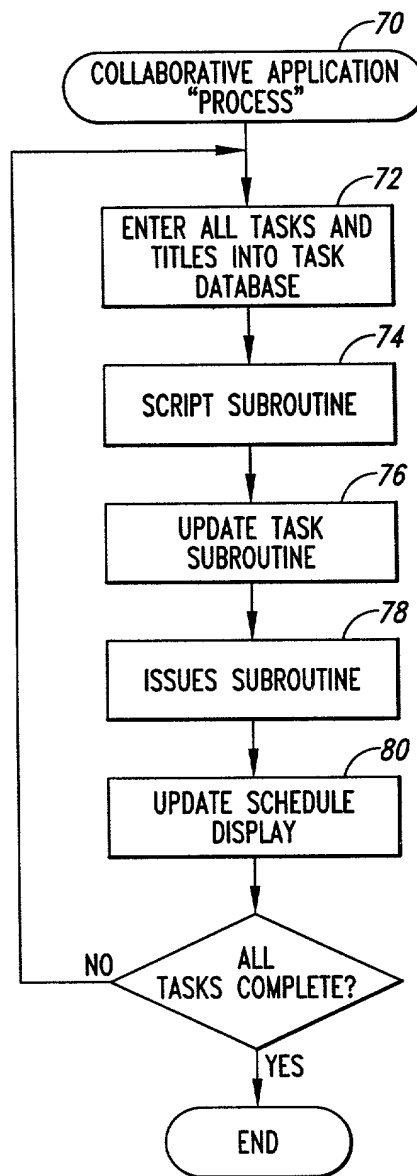 70
COLLABORATIVE APPLICATION
"PROCESS"
72
ENTER ALL TASKS AND
TITLES INTO TASK
DATABASE
74
SCRIPT SUBROUTINE
76
UPDATE TASK
SUBROUTINE
78
ISSUES SUBROUTINE
80
UPDATE SCHEDULE
DISPLAY
NO
ALL
TASKS COMPLETE?
YES
END